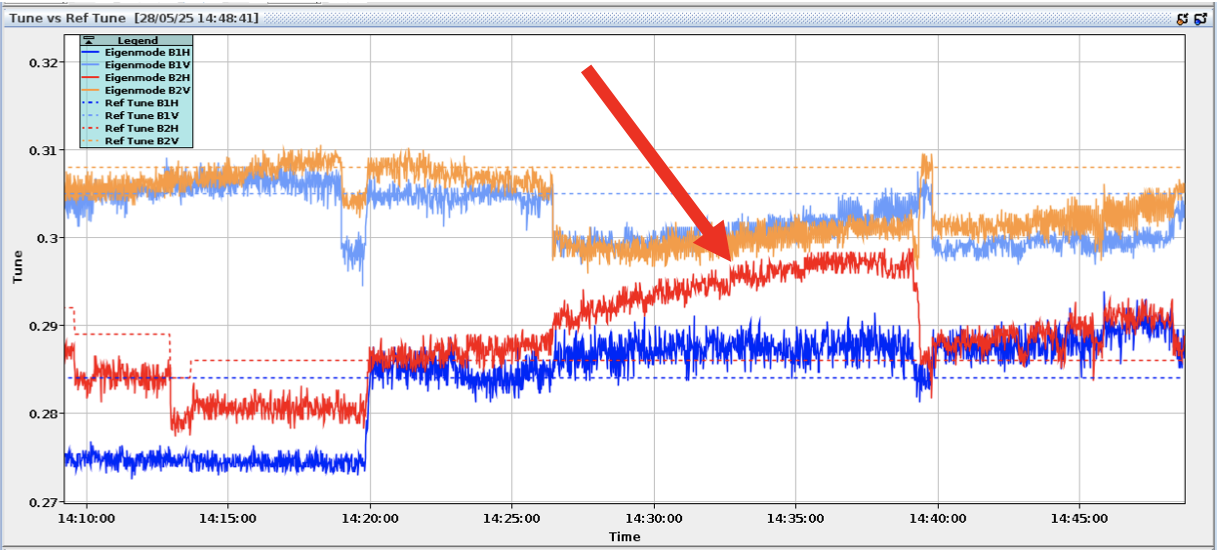 Tune vs Ref Tune [28/05/25 14:48:41]
Legend
Eigenmode B1H
Eigenmode B1V
Eigenmode B2H
Eigenmode B2V
Ref Tune B1H
Ref Tune B1V
Ref Tune B2H
Ref Tune B2V
0.32
0.31
0.3
0.29
0.28
0.27
Tune
14:10:00 14:15:00 14:20:00 14:25:00 14:30:00 14:35:00 14:40:00 14:45:00
Time